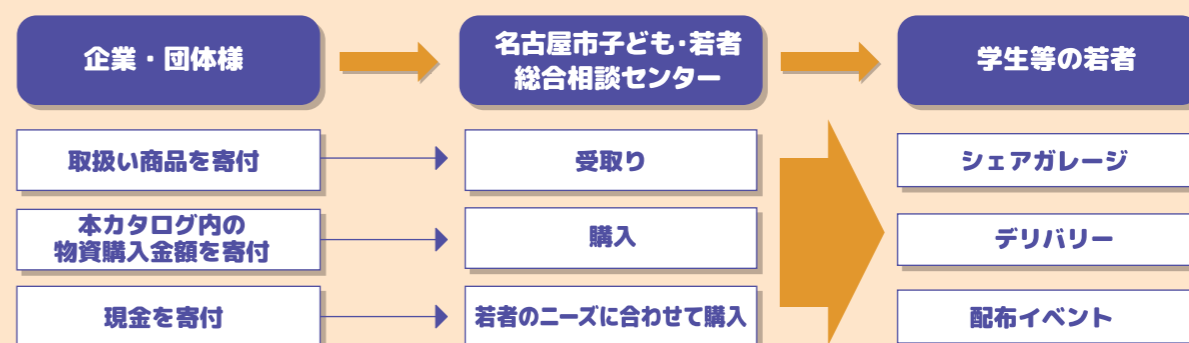 企業・団体様
名古屋市子ども・若者
総合相談センター
学生等の若者
取扱い商品を寄付
受取り
シェアガレージ
本カタログ内の
物資購入金額を寄付
購入
デリバリー
現金を寄付
若者のニーズに合わせて購入
配布イベント